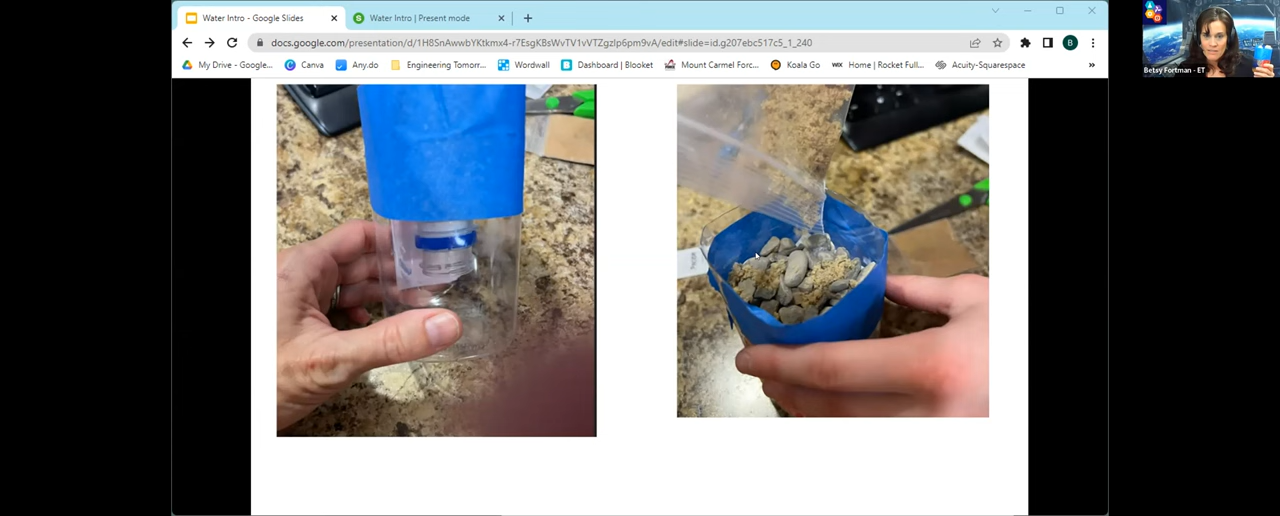 Water Intro - Google Slides
Water Intro | Present mode
docs.google.com/presentation/d/1H8SnAwwbYKtkmx4-r7EsgKBsWvTV1vVTZgzlp6pm9vA/edit#slide=id.g207ebc517c5_1_240
B
My Drive - Google...
Canva
Any.do
Engineering Tomorr...
Wordwall
Dashboard | Blooket
Mount Carmel Forc...
Koala Go
WIX Home | Rocket Full...
Acuity-Squarespace
»
Betsy Fortman - ET